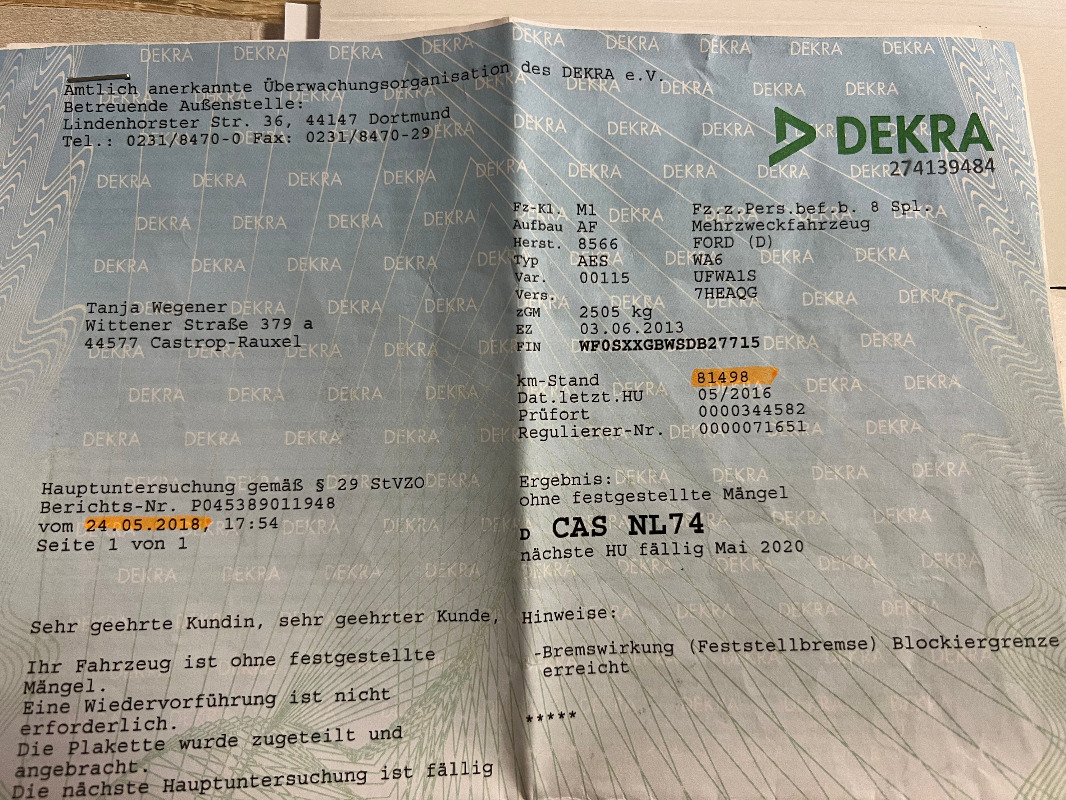 Amtlich anerkannte Überwachungsorganisation des DEKRA e.V.
Betreuende Außenstelle:
Lindenhorster Str. 36, 44147 Dortmund
Tel.: 0231/8470-0 Fax: 0231/8470-29
DEKRA
274139484
Fz-Kl. M1 Fz.z.Pers.bef.b. 8 Spl.
Aufbau AF Mehrzweckfahrzeug
Herst. 8566 FORD (D)
Typ AES WA6
Var. 00115 UFWA1S
Vers. 7HEAQG
zGM 2505 kg
EZ 03.06.2013
FIN WF0SXXGBWSDB27715
Tanja Wegener
Wittener Straße 379 a
44577 Castrop-Rauxel
km-Stand 81498
Dat.letzt.HU 05/2016
Prüfort 0000344582
Regulierer-Nr. 0000071651
Hauptuntersuchung gemäß § 29 StVZO
Berichts-Nr. P045389011948
vom 24.05.2018, 17:54
Seite 1 von 1
Ergebnis:
ohne festgestellte Mängel
D CAS NL74
nächste HU fällig Mai 2020
Sehr geehrte Kundin, sehr geehrter Kunde,
Ihr Fahrzeug ist ohne festgestellte
Mängel.
Eine Wiedervorführung ist nicht
erforderlich.
Die Plakette wurde zugeteilt und
angebracht.
Die nächste Hauptuntersuchung ist fällig
Hinweise:
-Bremswirkung (Feststellbremse) Blockiergrenze
erreicht
*****